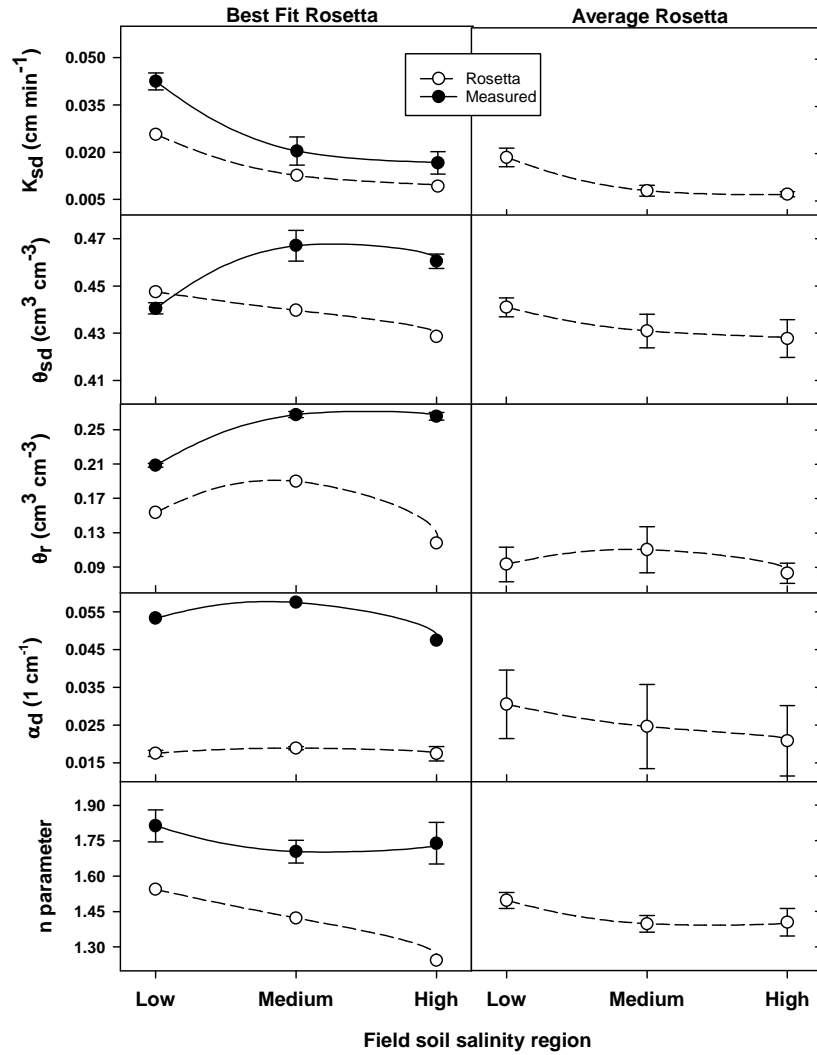 Best Fit Rosetta
Average Rosetta
Rosetta
Measured
K_sd (cm min⁻¹)
0.050
0.035
0.020
0.005
θ_sd (cm³ cm⁻³)
0.47
0.45
0.43
0.41
θ_r (cm³ cm⁻³)
0.25
0.21
0.17
0.13
0.09
α_d (1 cm⁻¹)
0.055
0.045
0.035
0.025
0.015
n parameter
1.90
1.75
1.60
1.45
1.30
Low Medium High Low Medium High
Field soil salinity region